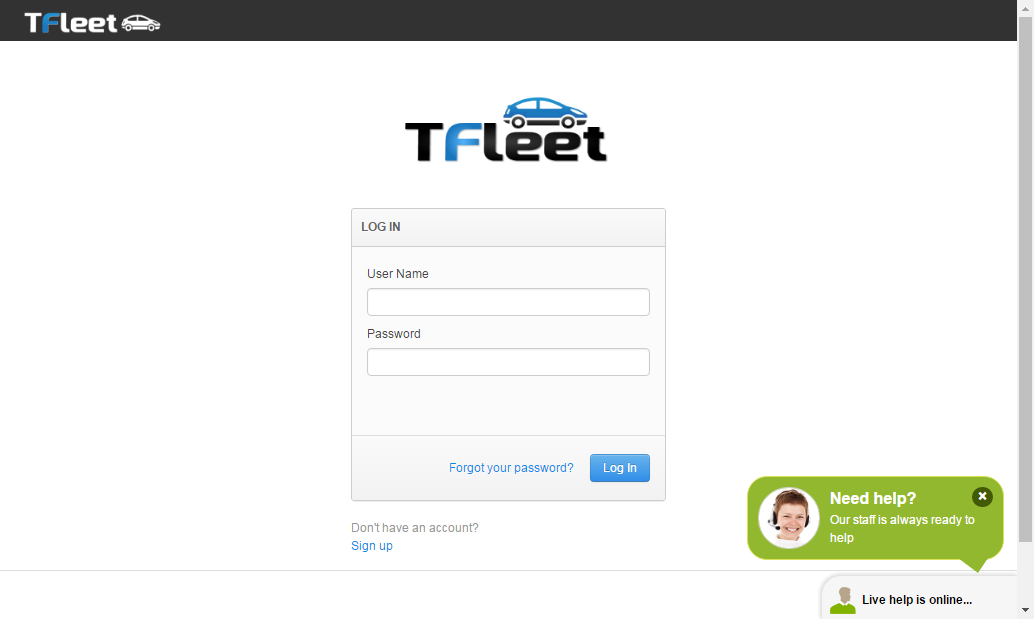 TFleet
TFleet
LOG IN
User Name
Password
Forgot your password?
Log In
Don't have an account?
Sign up
Need help?
Our staff is always ready to
help
Live help is online...